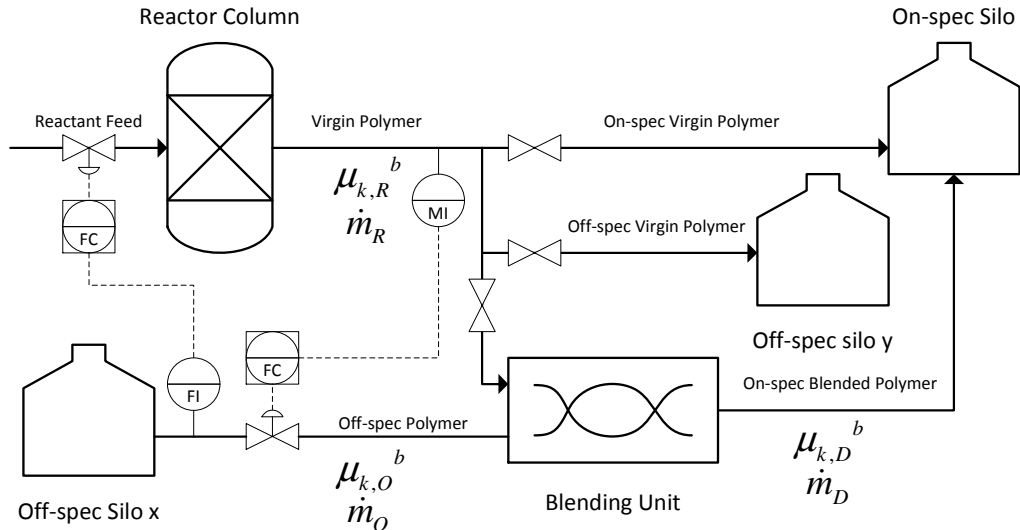 Reactor Column
On-spec Silo
Reactant Feed
Virgin Polymer
On-spec Virgin Polymer
μk,R^b
ṁR
MI
FC
Off-spec Virgin Polymer
Off-spec silo y
FC
FI
On-spec Blended Polymer
Off-spec Polymer
μk,O^b
ṁO
μk,D^b
ṁD
Off-spec Silo x
Blending Unit